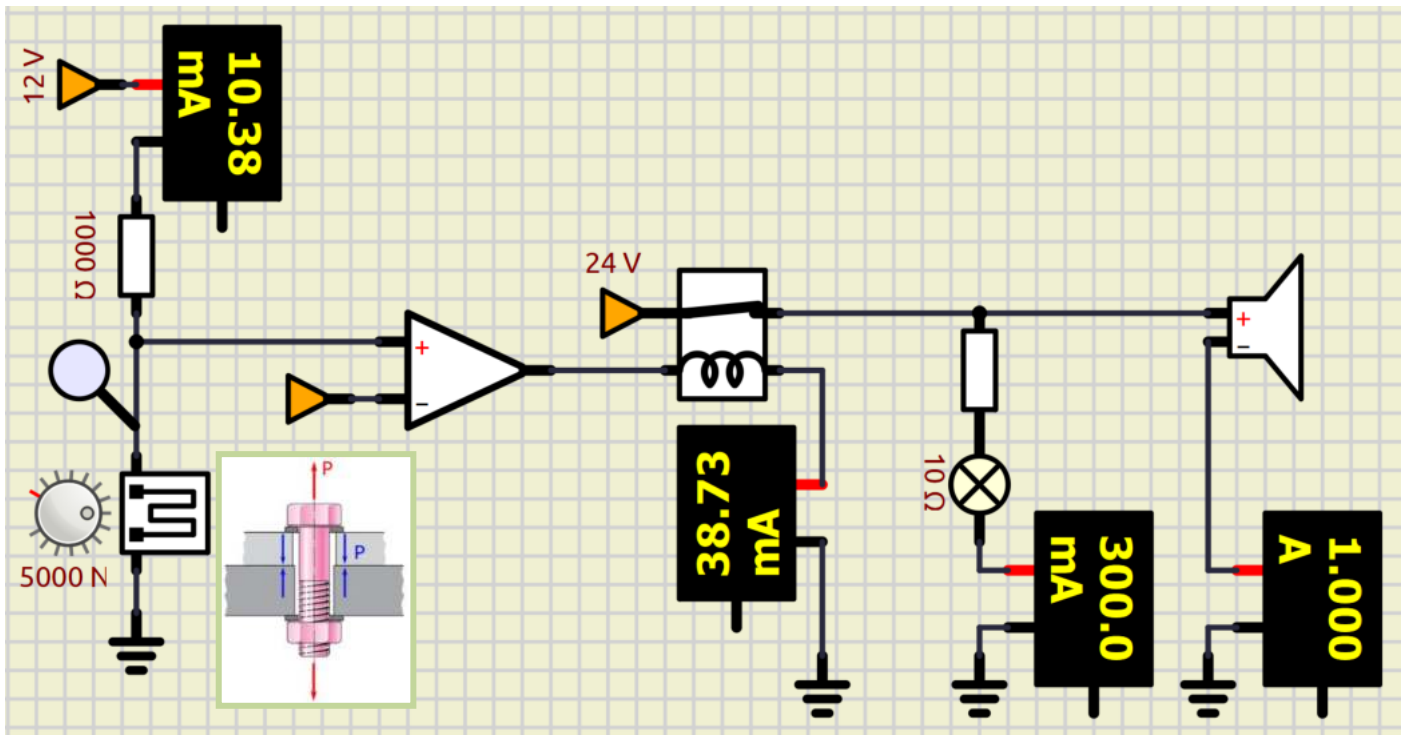 12 V
10.38
mA
1000 Ω
24 V
+
−
+
−
38.73
mA
10 Ω
300.0
mA
1.000
A
5000 N
P
P